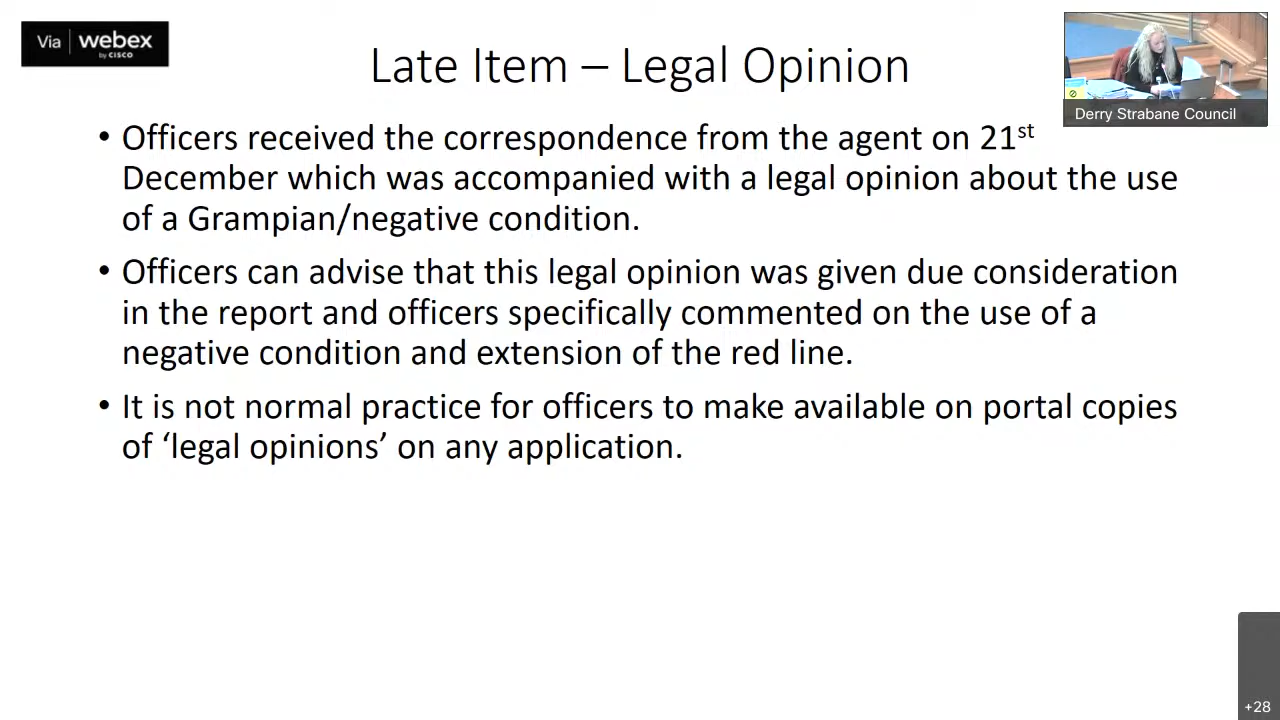 Via webex
by CISCO
Late Item – Legal Opinion
Derry Strabane Council
• Officers received the correspondence from the agent on 21st
December which was accompanied with a legal opinion about the use
of a Grampian/negative condition.
• Officers can advise that this legal opinion was given due consideration
in the report and officers specifically commented on the use of a
negative condition and extension of the red line.
• It is not normal practice for officers to make available on portal copies
of ‘legal opinions’ on any application.
+28